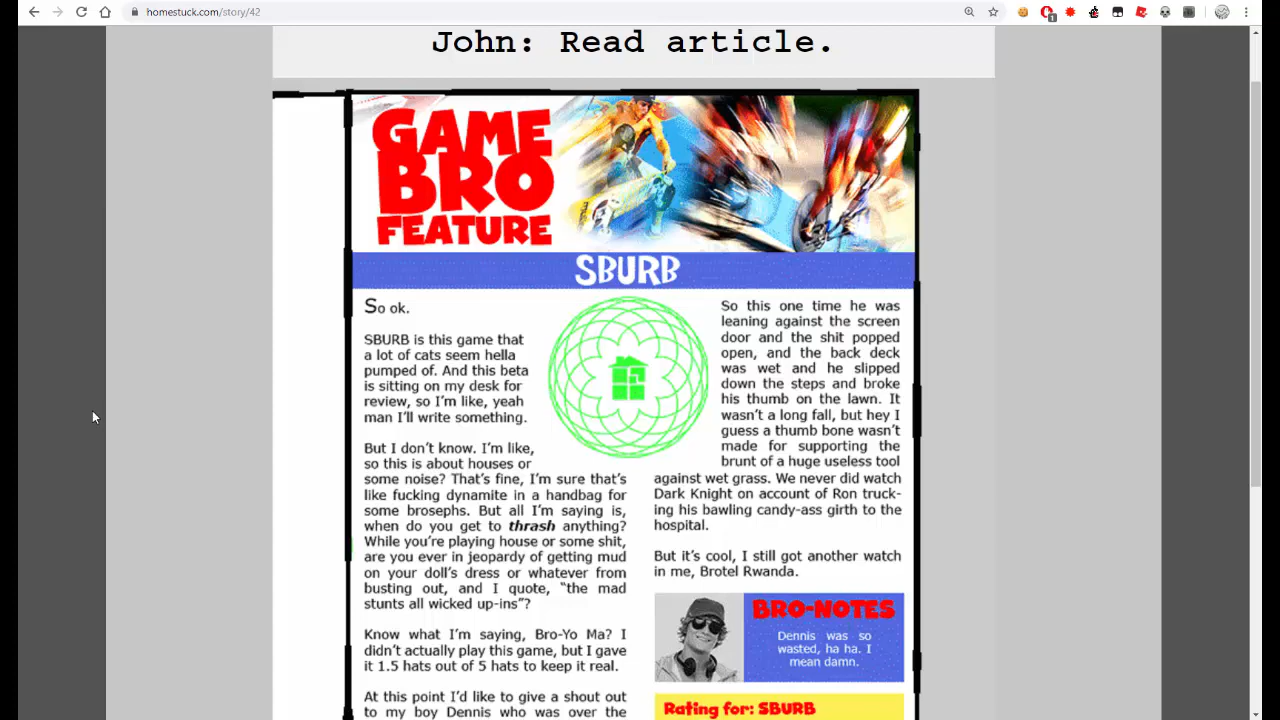 homestuck.com/story/42
1
John: Read article.
GAME
BRO
FEATURE
SBURB
So ok.
SBURB is this game that
a lot of cats seem hella
pumped of. And this beta
is sitting on my desk for
review, so I'm like, yeah
man I'll write something.
But I don't know. I'm like,
so this is about houses or
some noise? That's fine, I'm sure that's
like fucking dynamite in a handbag for
some brosephs. But all I'm saying is,
when do you get to thrash anything?
While you're playing house or some shit,
are you ever in jeopardy of getting mud
on your doll's dress or whatever from
busting out, and I quote, "the mad
stunts all wicked up-ins"?
Know what I'm saying, Bro-Yo Ma? I
didn't actually play this game, but I gave
it 1.5 hats out of 5 hats to keep it real.
At this point I'd like to give a shout out
to my boy Dennis who was over the
So this one time he was
leaning against the screen
door and the shit popped
open, and the back deck
was wet and he slipped
down the steps and broke
his thumb on the lawn. It
wasn't a long fall, but hey I
guess a thumb bone wasn't
made for supporting the
brunt of a huge useless tool
against wet grass. We never did watch
Dark Knight on account of Ron truck-
ing his bawling candy-ass girth to the
hospital.
But it's cool, I still got another watch
in me, Brotel Rwanda.
BRO-NOTES
Dennis was so
wasted, ha ha. I
mean damn.
Rating for: SBURB